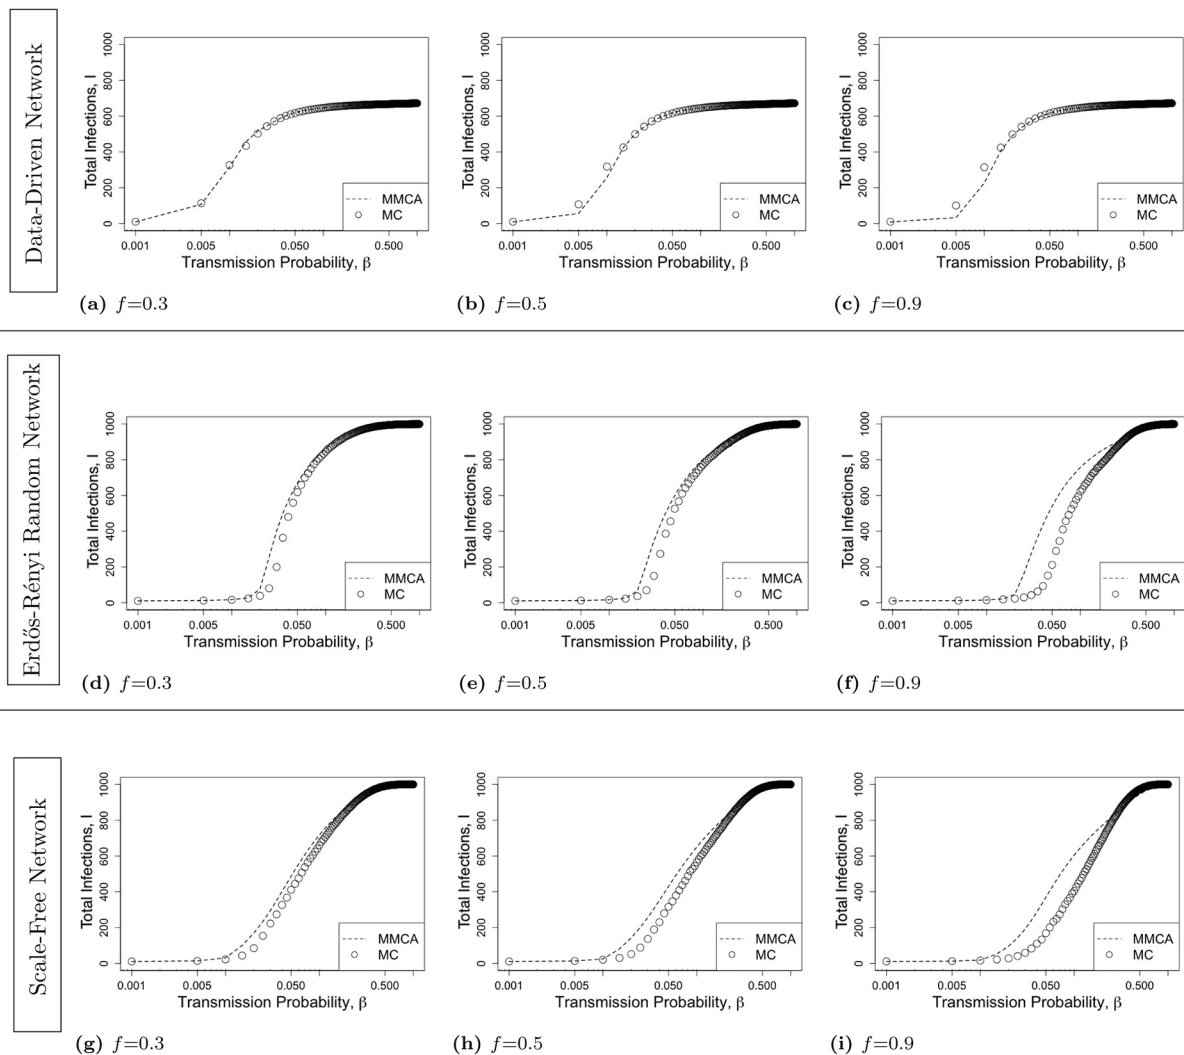 Data-Driven Network
Total Infections, I
0 200 400 600 800 1000
0.001 0.005 0.050 0.500
Transmission Probability, β
MMCA
MC
(a) f=0.3
Total Infections, I
0 200 400 600 800 1000
0.001 0.005 0.050 0.500
Transmission Probability, β
MMCA
MC
(b) f=0.5
Total Infections, I
0 200 400 600 800 1000
0.001 0.005 0.050 0.500
Transmission Probability, β
MMCA
MC
(c) f=0.9
Erdős-Rényi Random Network
Total Infections, I
0 200 400 600 800 1000
0.001 0.005 0.050 0.500
Transmission Probability, β
MMCA
MC
(d) f=0.3
Total Infections, I
0 200 400 600 800 1000
0.001 0.005 0.050 0.500
Transmission Probability, β
MMCA
MC
(e) f=0.5
Total Infections, I
0 200 400 600 800 1000
0.001 0.005 0.050 0.500
Transmission Probability, β
MMCA
MC
(f) f=0.9
Scale-Free Network
Total Infections, I
0 200 400 600 800 1000
0.001 0.005 0.050 0.500
Transmission Probability, β
MMCA
MC
(g) f=0.3
Total Infections, I
0 200 400 600 800 1000
0.001 0.005 0.050 0.500
Transmission Probability, β
MMCA
MC
(h) f=0.5
Total Infections, I
0 200 400 600 800 1000
0.001 0.005 0.050 0.500
Transmission Probability, β
MMCA
MC
(i) f=0.9